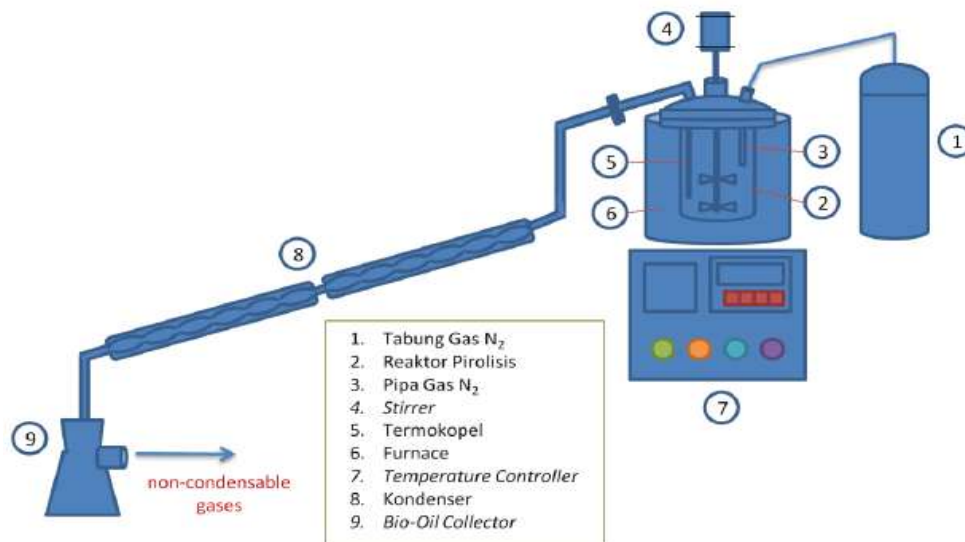 4
1
5
3
6
2
8
7
9
non-condensable
gases
1. Tabung Gas N₂
2. Reaktor Pirolisis
3. Pipa Gas N₂
4. Stirrer
5. Termokopel
6. Furnace
7. Temperature Controller
8. Kondenser
9. Bio-Oil Collector